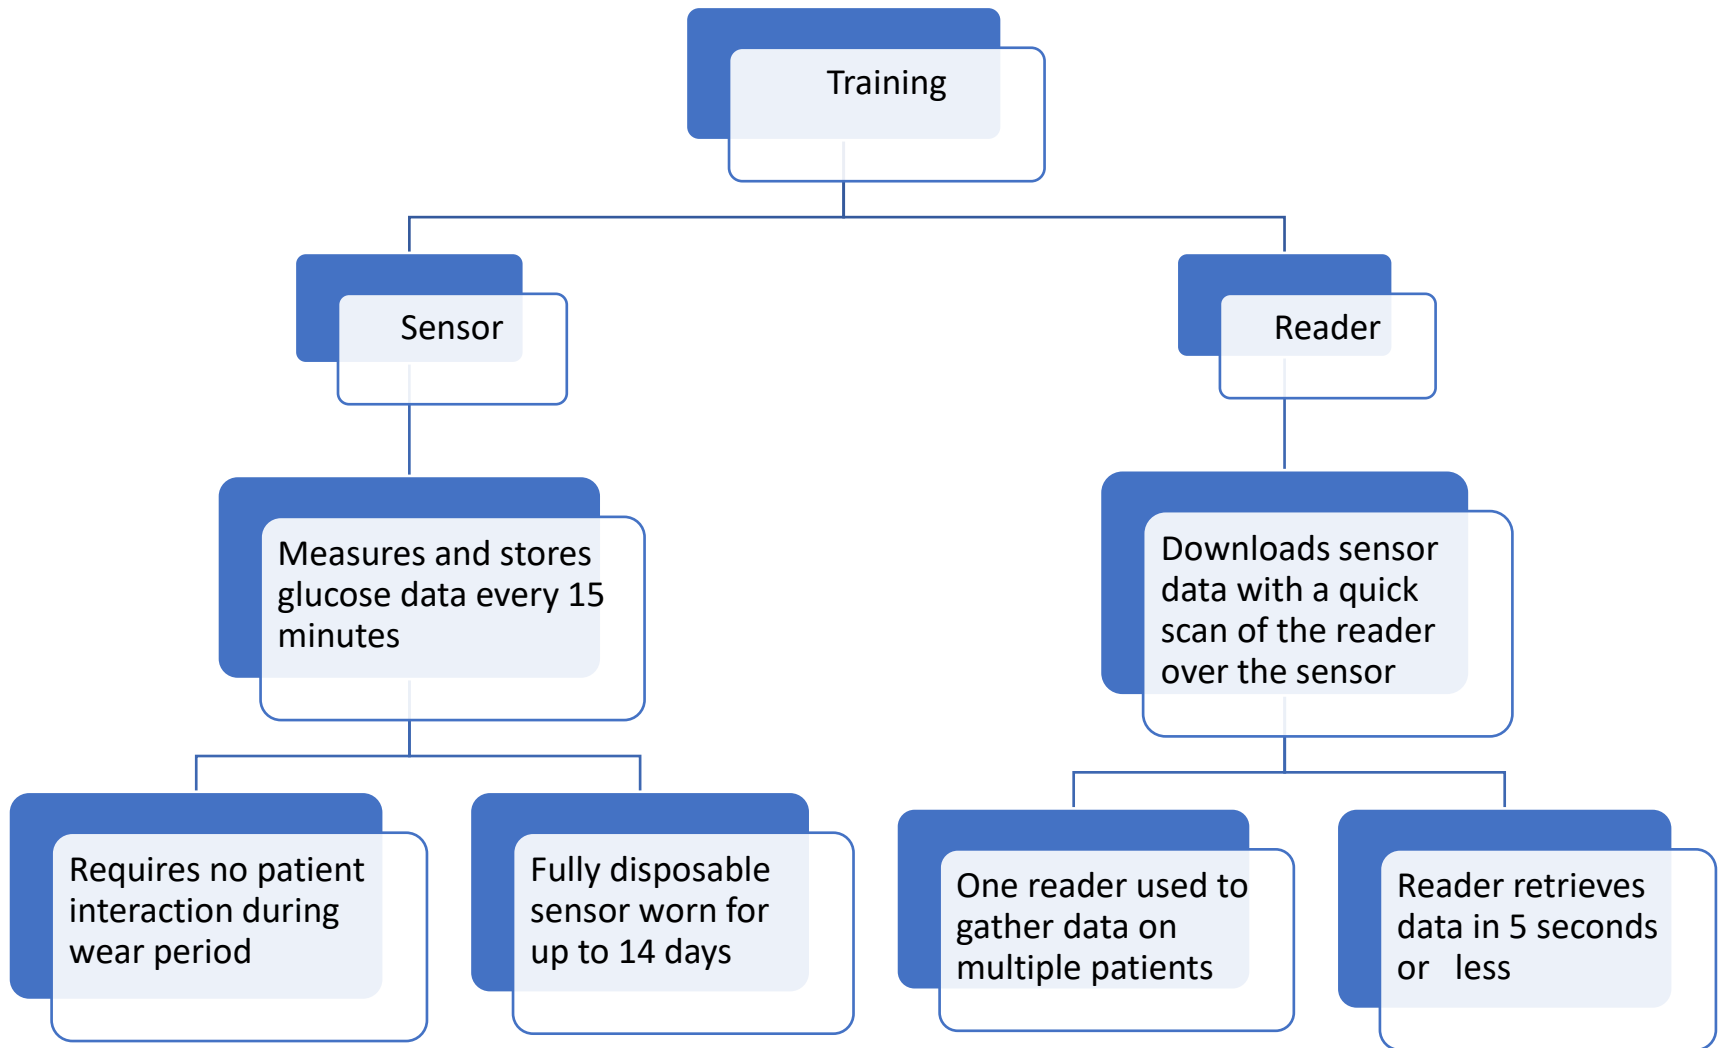 Training
Sensor
Reader
Measures and stores
glucose data every 15
minutes
Downloads sensor
data with a quick
scan of the reader
over the sensor
Requires no patient
interaction during
wear period
Fully disposable
sensor worn for
up to 14 days
One reader used to
gather data on
multiple patients
Reader retrieves
data in 5 seconds
or   less